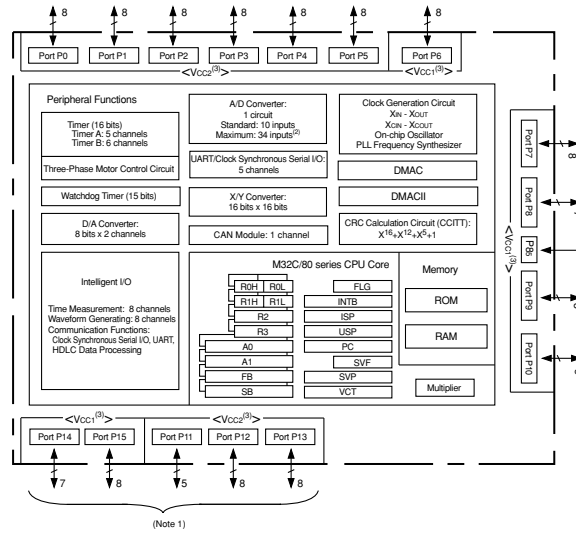 8 8 8 8 8 8 8
Port P0 Port P1 Port P2 Port P3 Port P4 Port P5 Port P6
<VCC2(3)> <VCC1(3)>
Peripheral Functions
Timer (16 bits)
Timer A: 5 channels
Timer B: 6 channels
Three-Phase Motor Control Circuit
Watchdog Timer (15 bits)
D/A Converter:
8 bits x 2 channels
Intelligent I/O
Time Measurement: 8 channels
Waveform Generating: 8 channels
Communication Functions:
Clock Synchronous Serial I/O, UART,
HDLC Data Processing
A/D Converter:
1 circuit
Standard: 10 inputs
Maximum: 34 inputs(2)
UART/Clock Synchronous Serial I/O:
5 channels
X/Y Converter:
16 bits x 16 bits
CAN Module: 1 channel
Clock Generation Circuit
XIN - XOUT
XCIN - XCOUT
On-chip Oscillator
PLL Frequency Synthesizer
DMAC
DMACII
CRC Calculation Circuit (CCITT):
X16+X12+X5+1
M32C/80 series CPU Core
R0H R0L
R1H R1L
R2
R3
A0
A1
FB
SB
FLG
INTB
ISP
USP
PC
SVF
SVP
VCT
Memory
ROM
RAM
Multiplier
<VCC1(3)>
Port P7
8
Port P8
P85
Port P9
Port P10
<VCC1(3)> <VCC2(3)>
Port P14 Port P15 Port P11 Port P12 Port P13
7 8 5 8 8
(Note 1)